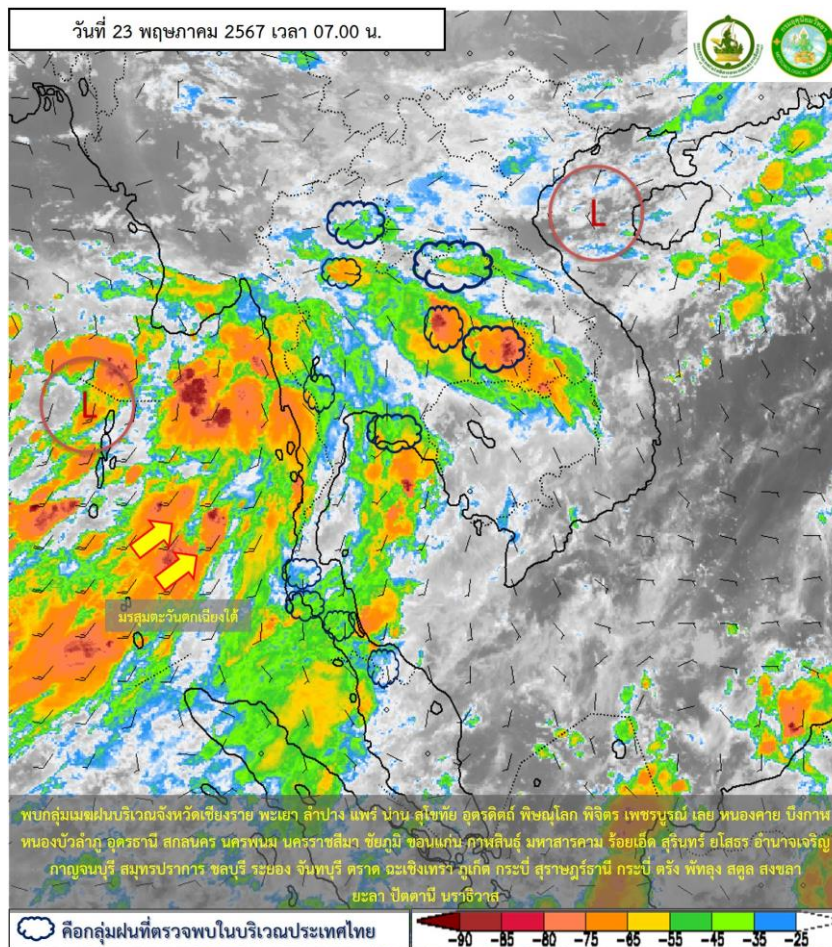 วันที่ 23 พฤษภาคม 2567 เวลา 07.00 น.
L
L
มรสุมตะวันตกเฉียงใต้
พบกลุ่มเมฆฝนบริเวณจังหวัดเชียงราย พะเยา ลำปาง แพร่ น่าน สุโขทัย อุตรดิตถ์ พิษณุโลก พิจิตร เพชรบูรณ์ เลย หนองคาย บึงกาฬ
หนองบัวลำภู อุดรธานี สกลนคร นครพนม นครราชสีมา ชัยภูมิ ขอนแก่น กาฬสินธุ์ มหาสารคาม ร้อยเอ็ด สุรินทร์ ยโสธร อำนาจเจริญ
กาญจนบุรี สมุทรปราการ ชลบุรี ระยอง จันทบุรี ตราด ฉะเชิงเทรา ภูเก็ต กระบี่ สุราษฎร์ธานี กระบี่ ตรัง พัทลุง สตูล สงขลา
ยะลา ปัตตานี นราธิวาส
คือกลุ่มฝนที่ตรวจพบในบริเวณประเทศไทย
-90 -85 -80 -75 -65 -55 -45 -35 -25